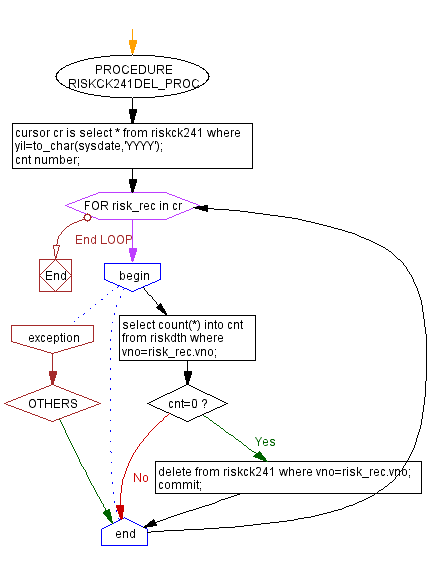 PROCEDURE
RISKCK241DEL_PROC
cursor cr is select * from riskck241 where
yil=to_char(sysdate,'YYYY');
cnt number;
FOR risk_rec in cr
End LOOP
End
begin
exception
select count(*) into cnt
from riskdth where
vno=risk_rec.vno;
OTHERS
cnt=0 ?
Yes
No
delete from riskck241 where vno=risk_rec.vno;
commit;
end